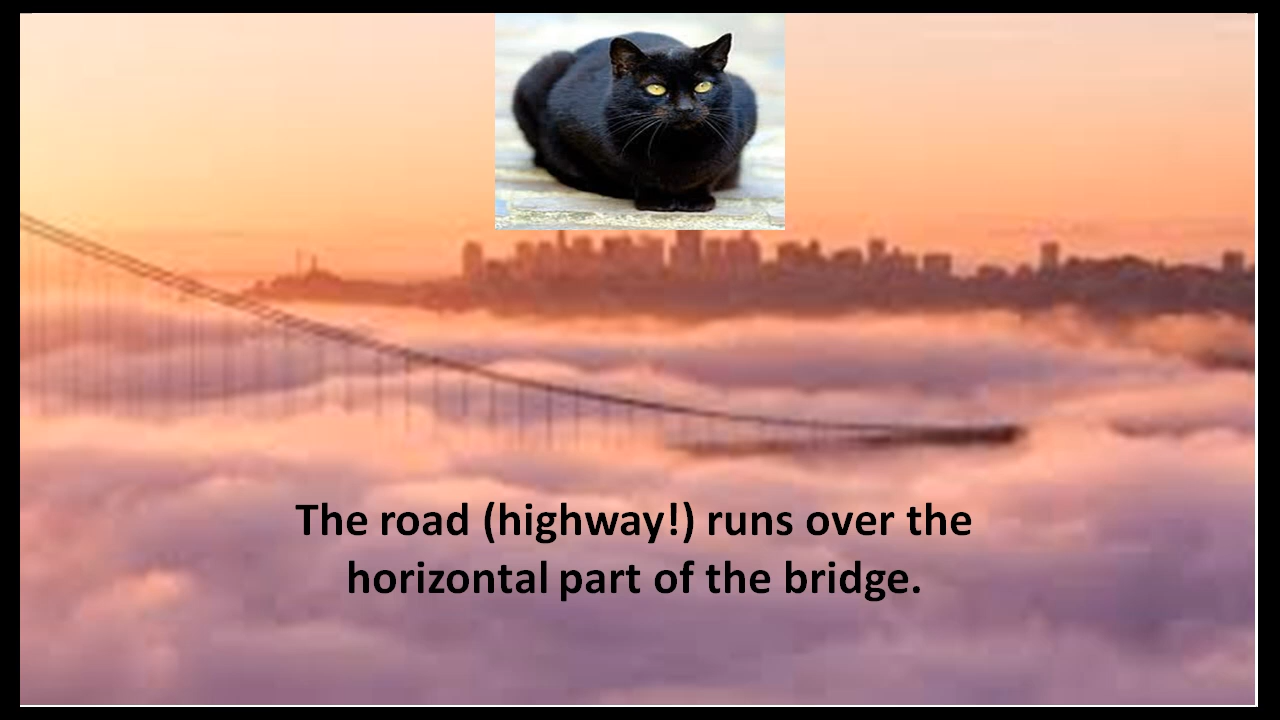 The road (highway!) runs over the
horizontal part of the bridge.